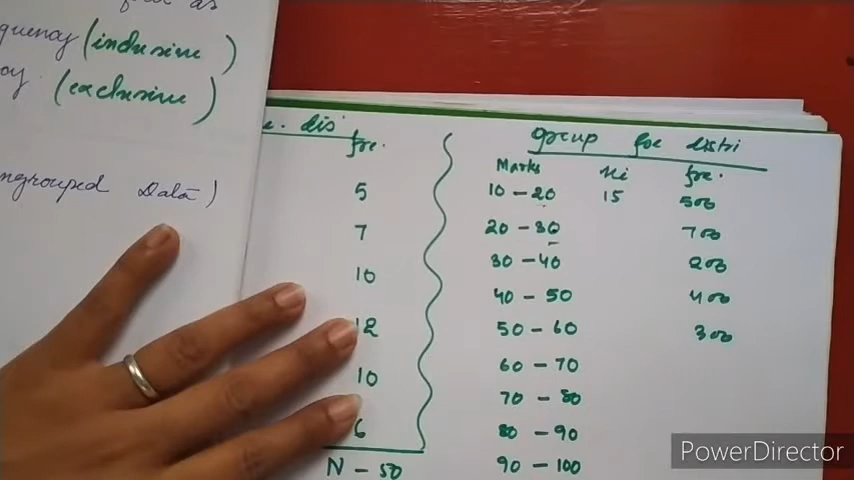 as
quency (inclusive)
(exclusive)
ngrouped Data)
dis
fre.
5
7
10
12
10
6
N - 50
group fre distri
Marks Mi fre.
10 - 20 15 500
20 - 30 700
30 - 40 200
40 - 50 400
50 - 60 300
60 - 70
70 - 80
80 - 90
90 - 100
PowerDirector